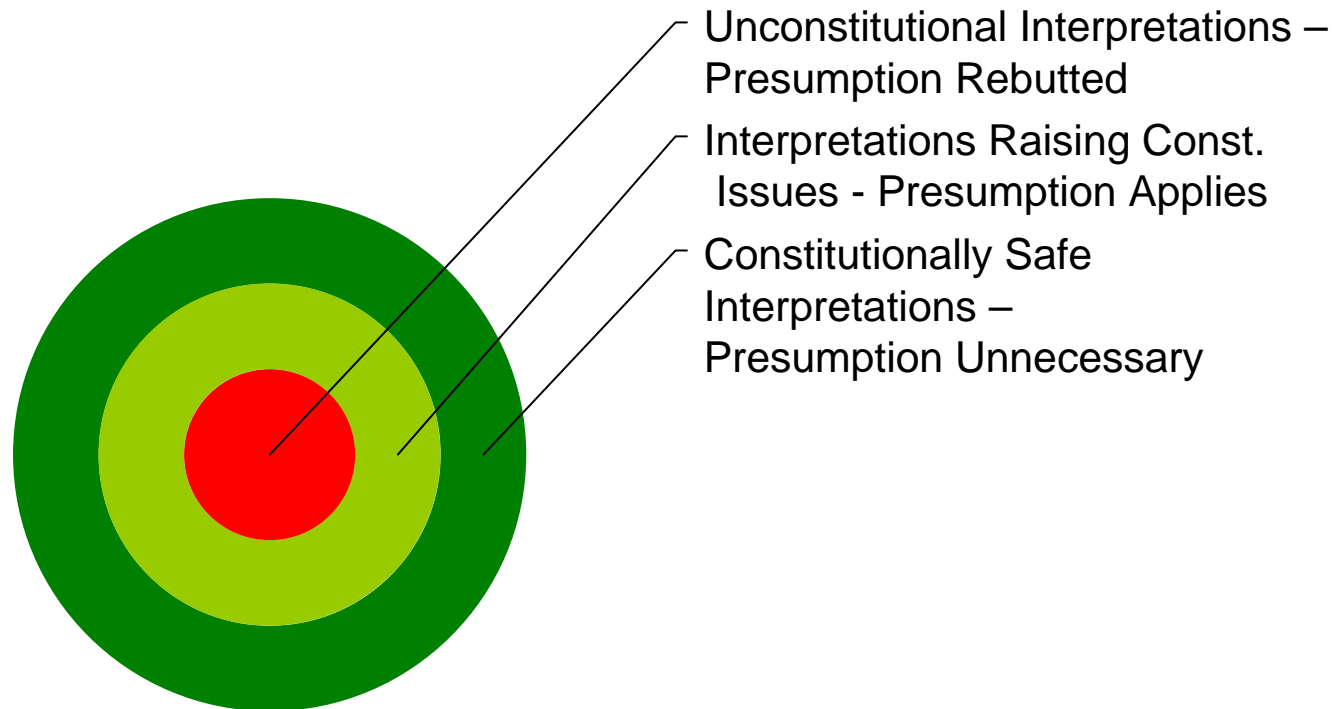 Unconstitutional Interpretations –
Presumption Rebutted
Interpretations Raising Const.
Issues - Presumption Applies
Constitutionally Safe
Interpretations –
Presumption Unnecessary